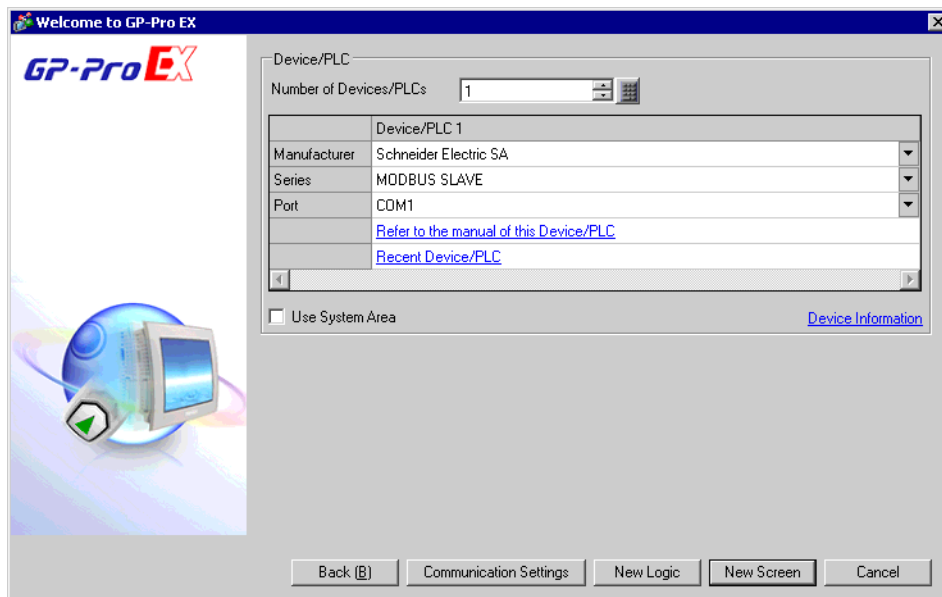 Welcome to GP-Pro EX
GP-Pro EX
Device/PLC
Number of Devices/PLCs 1
Device/PLC 1
Manufacturer Schneider Electric SA
Series MODBUS SLAVE
Port COM1
Refer to the manual of this Device/PLC
Recent Device/PLC
Use System Area Device Information
Back (B) Communication Settings New Logic New Screen Cancel